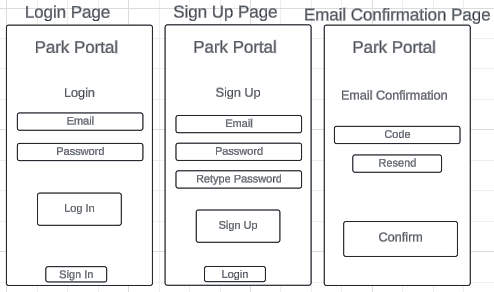 Login Page
Park Portal
Login
Email
Password
Log In
Sign In
Sign Up Page
Park Portal
Sign Up
Email
Password
Retype Password
Sign Up
Login
Email Confirmation Page
Park Portal
Email Confirmation
Code
Resend
Confirm